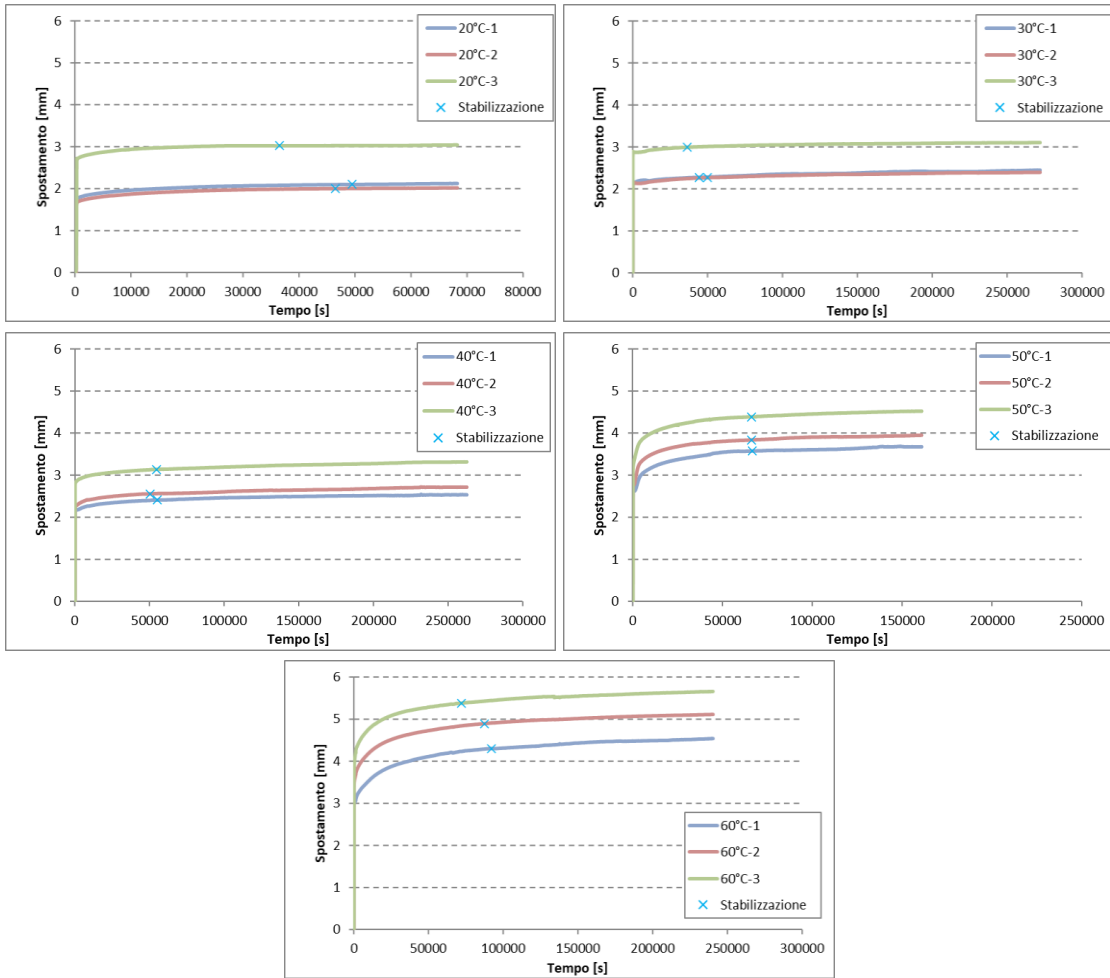 6
5
4
3
2
1
0
Spostamento [mm]
0 10000 20000 30000 40000 50000 60000 70000 80000
Tempo [s]
20°C-1
20°C-2
20°C-3
Stabilizzazione
6
5
4
3
2
1
0
Spostamento [mm]
0 50000 100000 150000 200000 250000 300000
Tempo [s]
30°C-1
30°C-2
30°C-3
Stabilizzazione
6
5
4
3
2
1
0
Spostamento [mm]
0 50000 100000 150000 200000 250000 300000
Tempo [s]
40°C-1
40°C-2
40°C-3
Stabilizzazione
6
5
4
3
2
1
0
Spostamento [mm]
0 50000 100000 150000 200000 250000
Tempo [s]
50°C-1
50°C-2
50°C-3
Stabilizzazione
6
5
4
3
2
1
0
Spostamento [mm]
0 50000 100000 150000 200000 250000 300000
Tempo [s]
60°C-1
60°C-2
60°C-3
Stabilizzazione